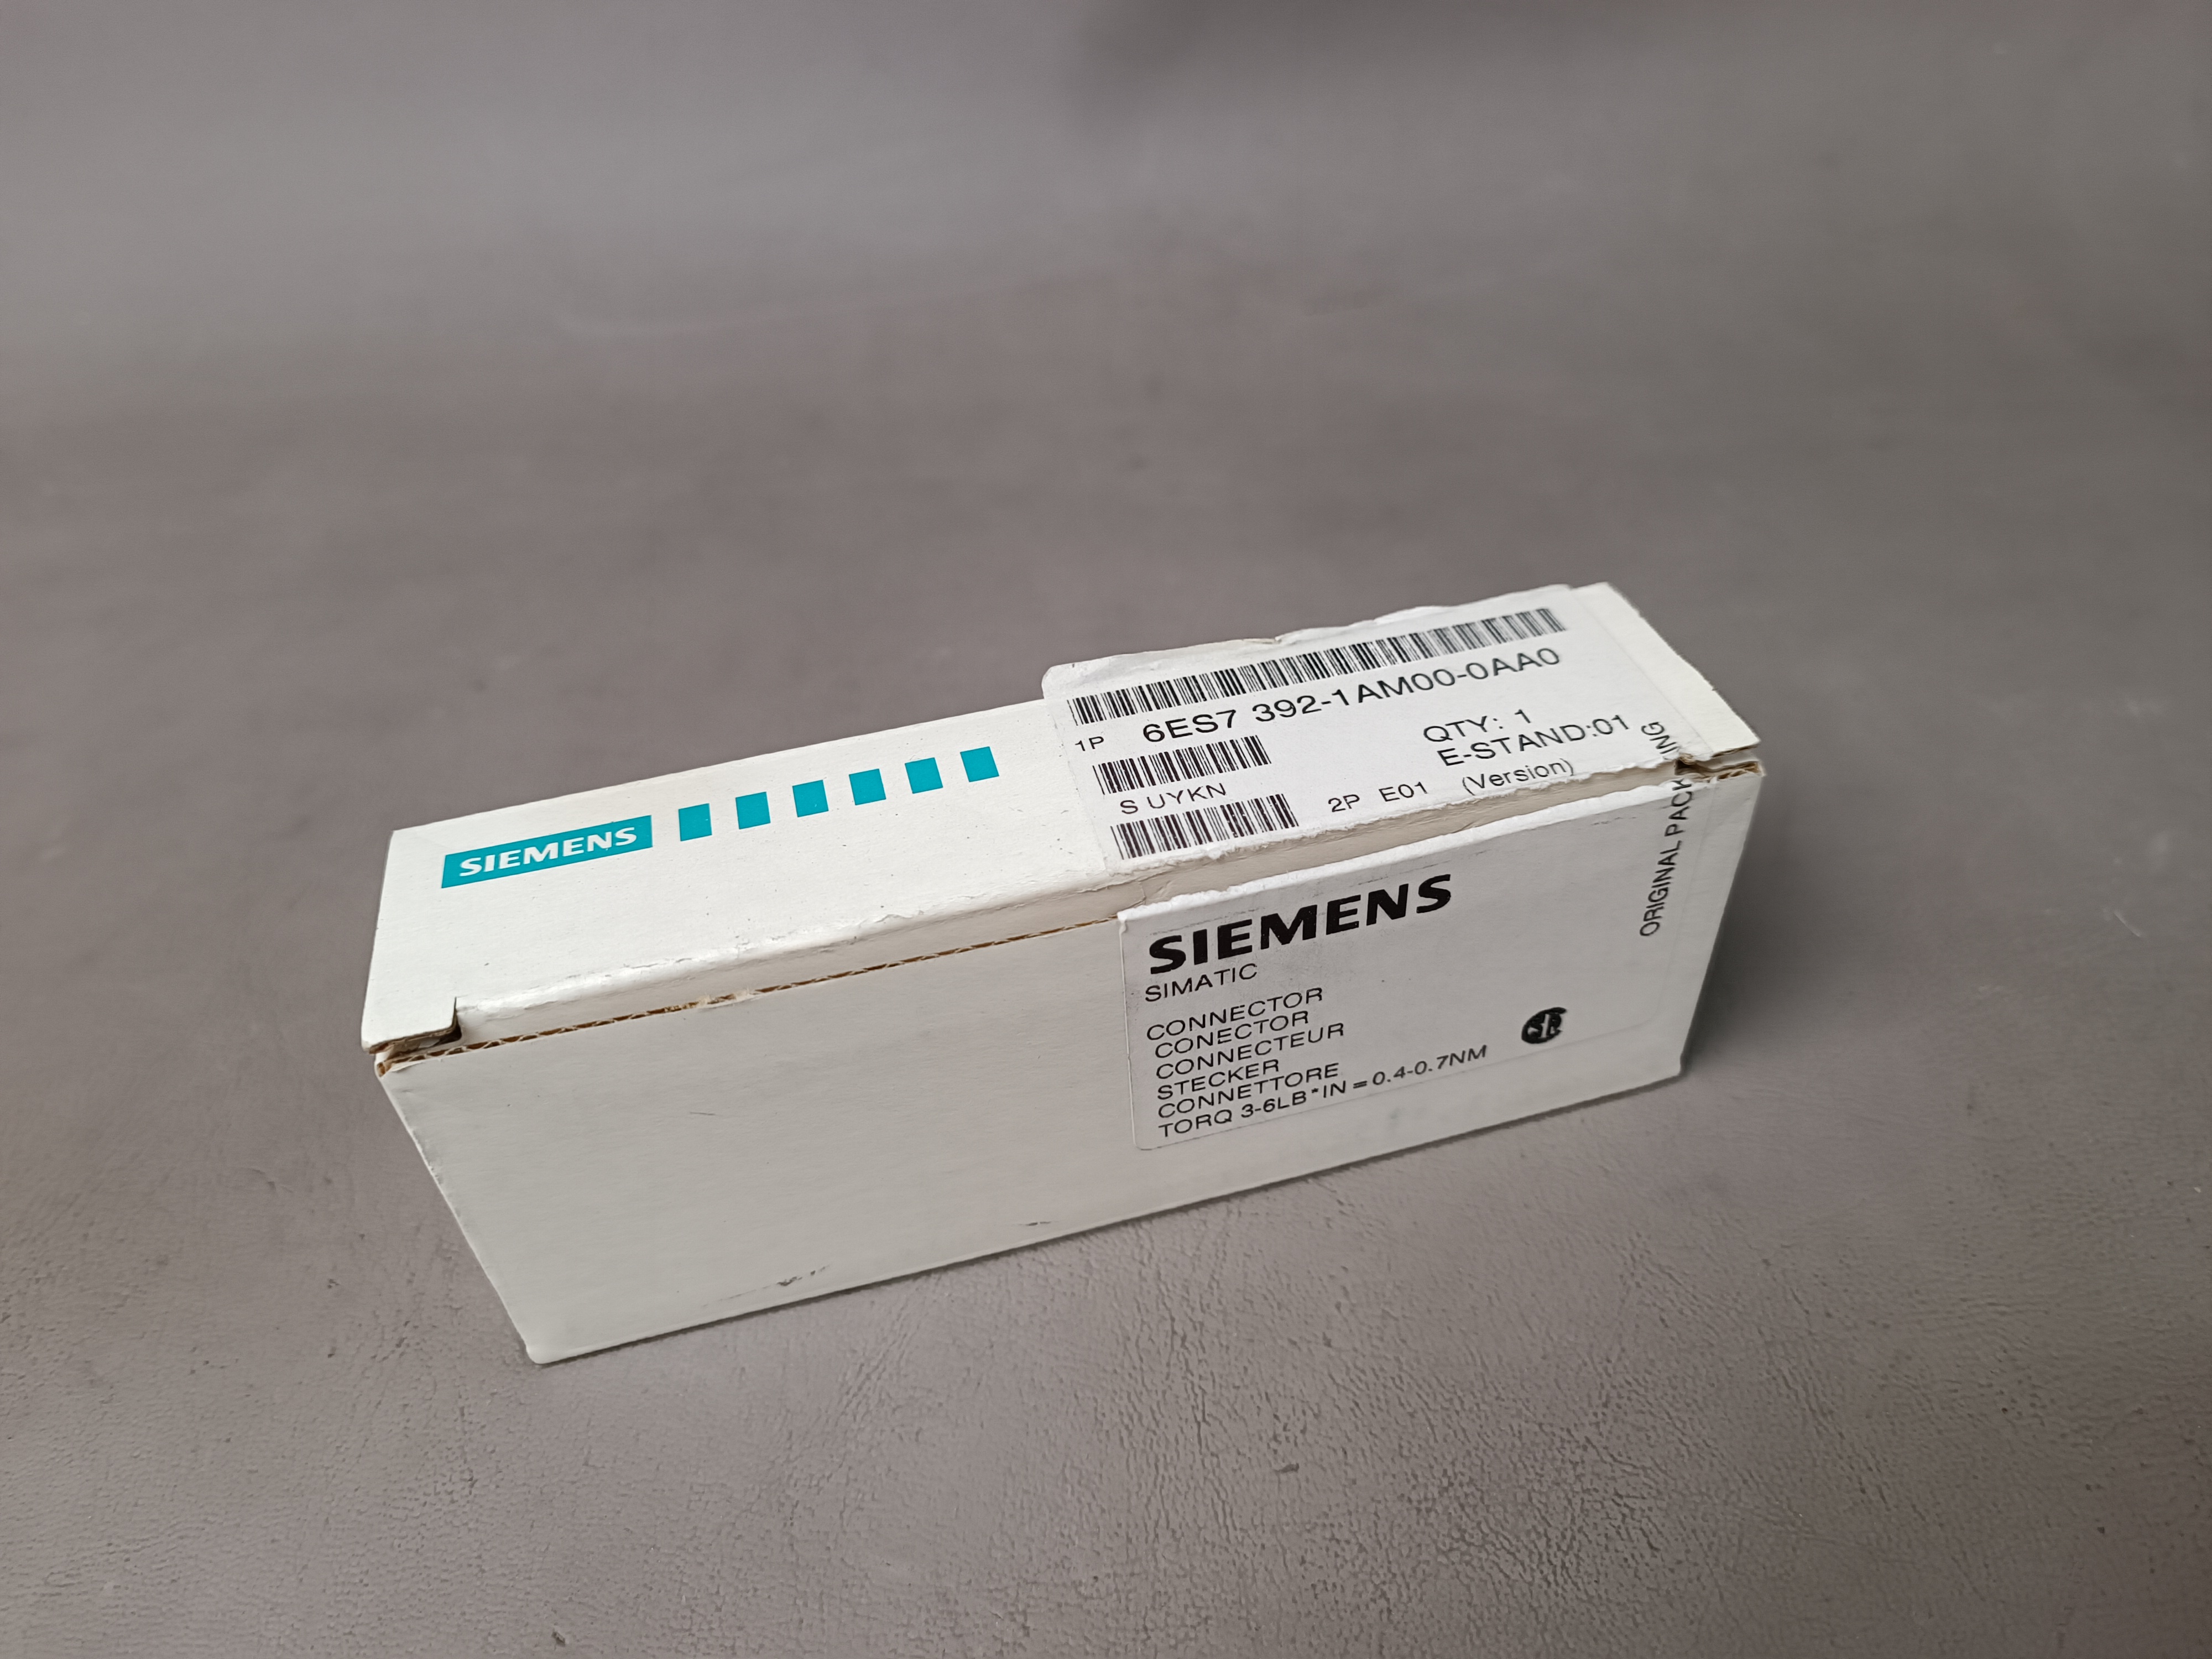 SIEMENS
1P 6ES7 392-1AM00-0AA0
QTY: 1
E-STAND:01
S UYKN
2P E01 (Version)
ORIGINAL PACKING
SIEMENS
SIMATIC
CONNECTOR
CONECTOR
CONNECTEUR
STECKER
CONNETTORE
TORQ 3-6LB*IN=0.4-0.7NM